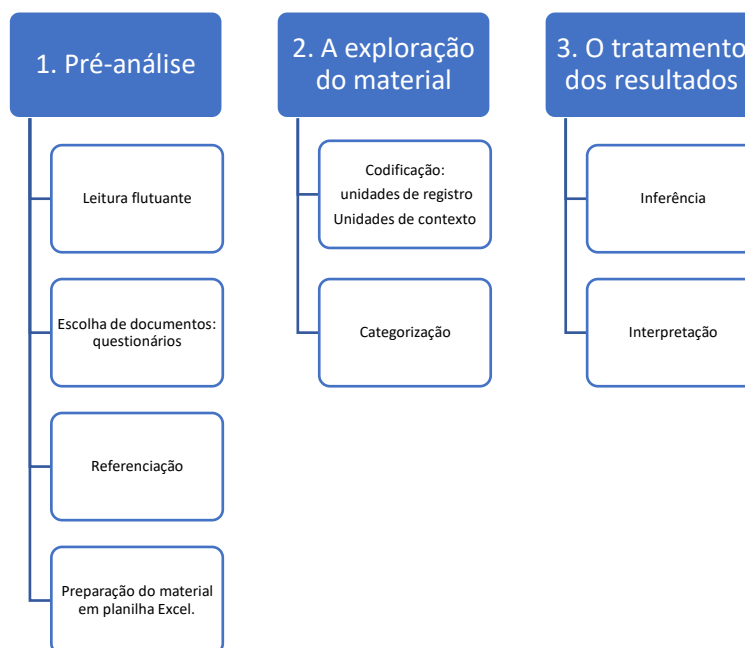 1. Pré-análise
Leitura flutuante
Escolha de documentos:
questionários
Referenciação
Preparação do material
em planilha Excel.
2. A exploração
do material
Codificação:
unidades de registro
Unidades de contexto
Categorização
3. O tratamento
dos resultados
Inferência
Interpretação